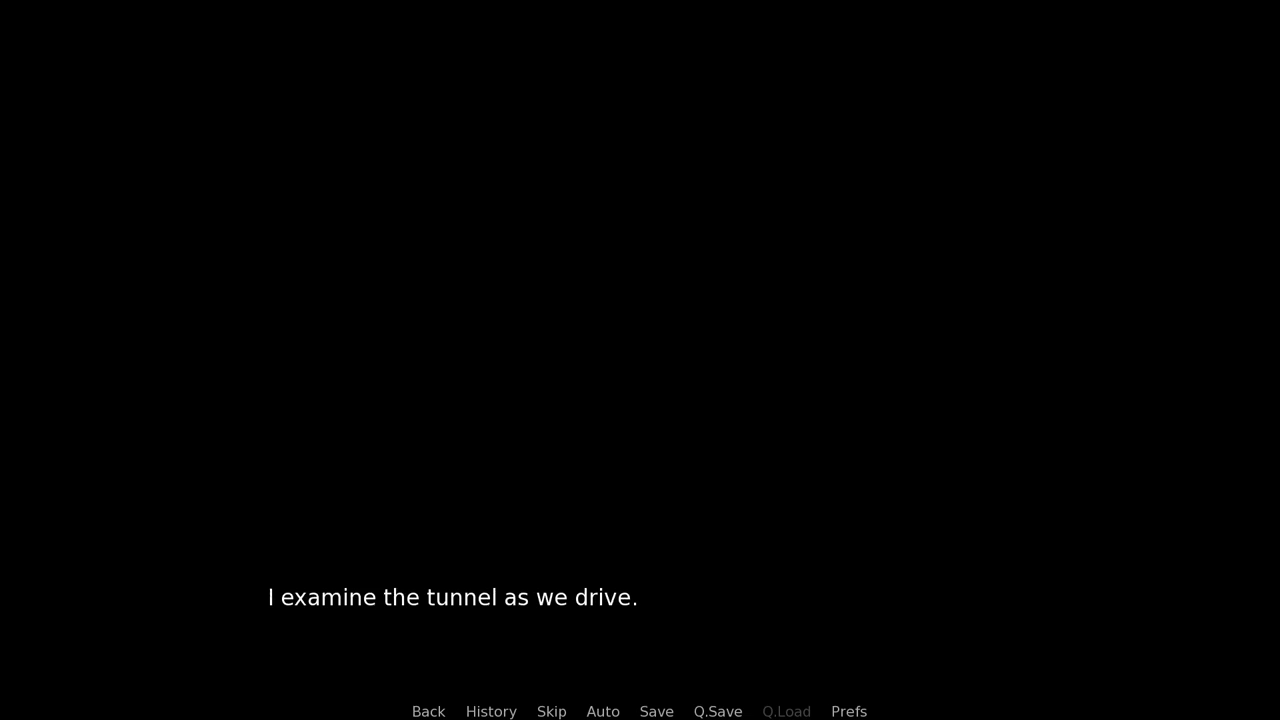 I examine the tunnel as we drive.
Back History Skip Auto Save Q.Save Q.Load Prefs